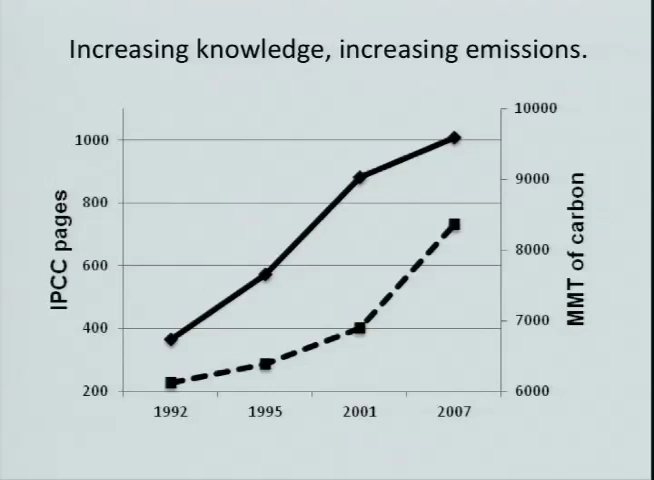 Increasing knowledge, increasing emissions.
10000
1000
9000
800
IPCC pages
MMT of carbon
8000
600
7000
400
200
6000
1992 1995 2001 2007